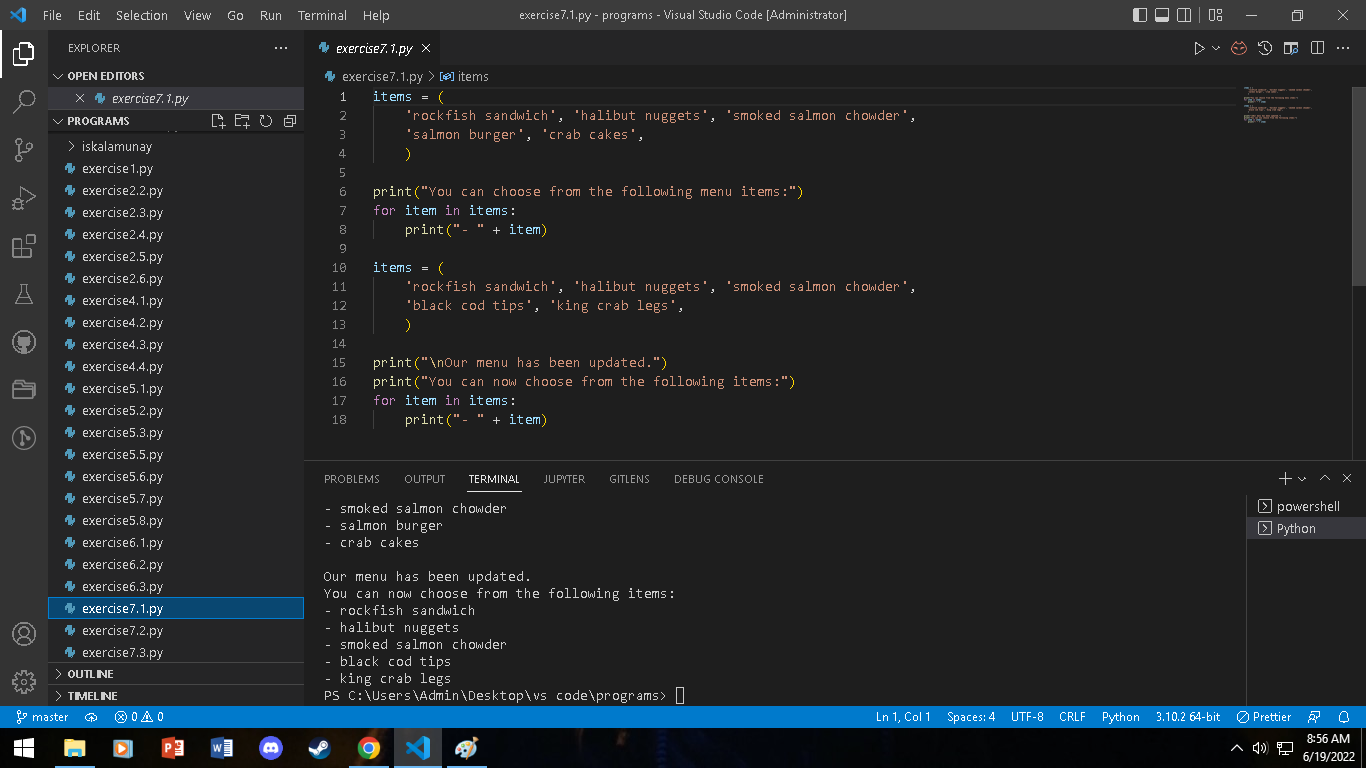 File Edit Selection View Go Run Terminal Help exercise7.1.py - programs - Visual Studio Code [Administrator]
EXPLORER
OPEN EDITORS
exercise7.1.py
PROGRAMS
iskalamunay
exercise1.py
exercise2.2.py
exercise2.3.py
exercise2.4.py
exercise2.5.py
exercise2.6.py
exercise4.1.py
exercise4.2.py
exercise4.3.py
exercise4.4.py
exercise5.1.py
exercise5.2.py
exercise5.3.py
exercise5.5.py
exercise5.6.py
exercise5.7.py
exercise5.8.py
exercise6.1.py
exercise6.2.py
exercise6.3.py
exercise7.1.py
exercise7.2.py
exercise7.3.py
OUTLINE
TIMELINE
exercise7.1.py
exercise7.1.py > items
1 items = (
2     'rockfish sandwich', 'halibut nuggets', 'smoked salmon chowder',
3     'salmon burger', 'crab cakes',
4     )
5
6 print("You can choose from the following menu items:")
7 for item in items:
8     print("- " + item)
9
10 items = (
11     'rockfish sandwich', 'halibut nuggets', 'smoked salmon chowder',
12     'black cod tips', 'king crab legs',
13     )
14
15 print("\nOur menu has been updated.")
16 print("You can now choose from the following items:")
17 for item in items:
18     print("- " + item)
PROBLEMS OUTPUT TERMINAL JUPYTER GITLENS DEBUG CONSOLE
- smoked salmon chowder
- salmon burger
- crab cakes

Our menu has been updated.
You can now choose from the following items:
- rockfish sandwich
- halibut nuggets
- smoked salmon chowder
- black cod tips
- king crab legs
PS C:\Users\Admin\Desktop\vs code\programs>
powershell
Python
master 0 0 Ln 1, Col 1 Spaces: 4 UTF-8 CRLF Python 3.10.2 64-bit Prettier
8:56 AM
6/19/2022